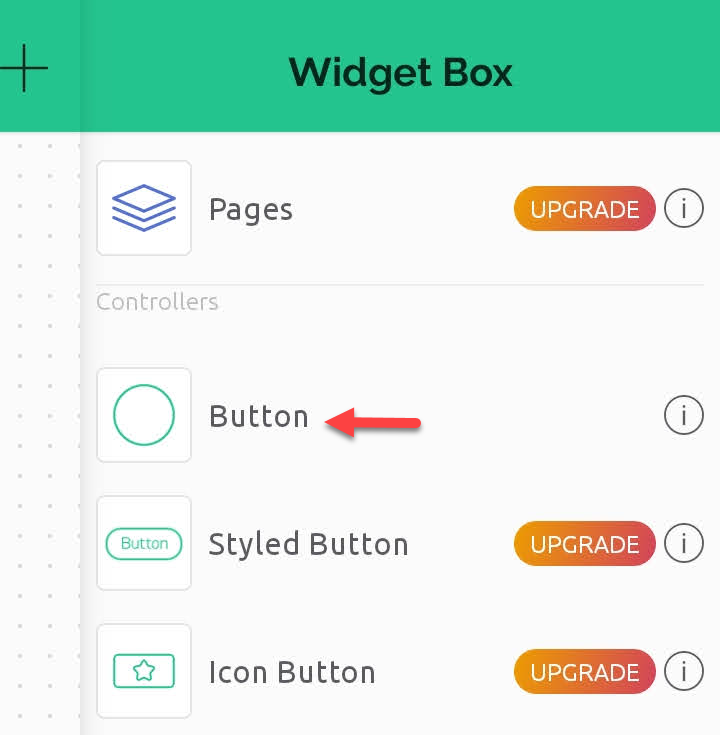 Widget Box
Pages UPGRADE i
Controllers
Button i
Button Styled Button UPGRADE i
Icon Button UPGRADE i